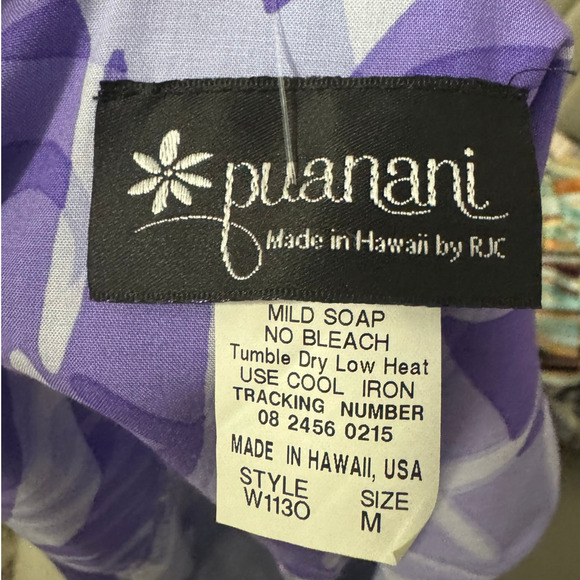 puanani
Made in Hawaii by RJC
MILD SOAP
NO BLEACH
Tumble Dry Low Heat
USE COOL IRON
TRACKING NUMBER
08 2456 0215
MADE IN HAWAII, USA
STYLE SIZE
W1130 M